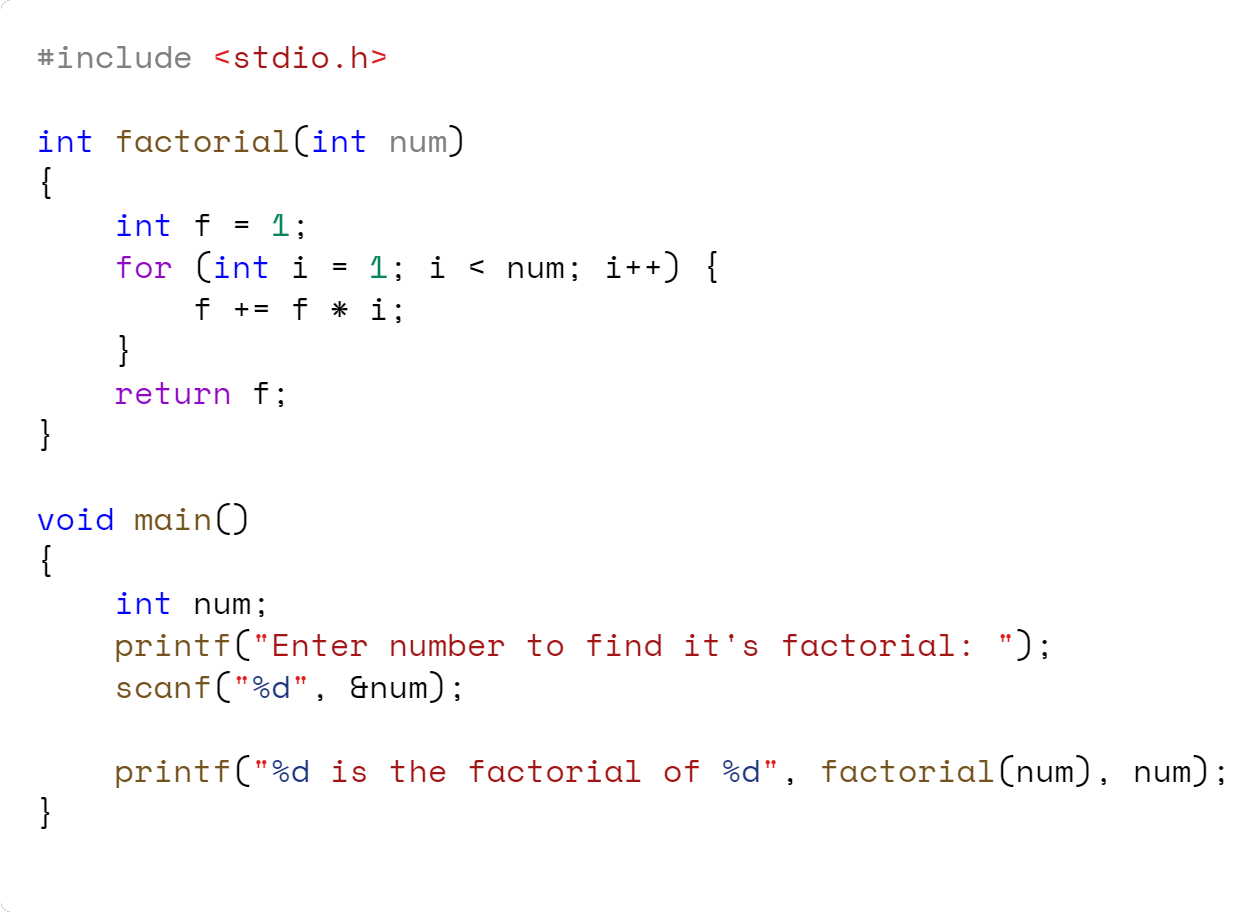 #include <stdio.h>

int factorial(int num)
{
    int f = 1;
    for (int i = 1; i < num; i++) {
        f += f * i;
    }
    return f;
}

void main()
{
    int num;
    printf("Enter number to find it's factorial: ");
    scanf("%d", &num);

    printf("%d is the factorial of %d", factorial(num), num);
}